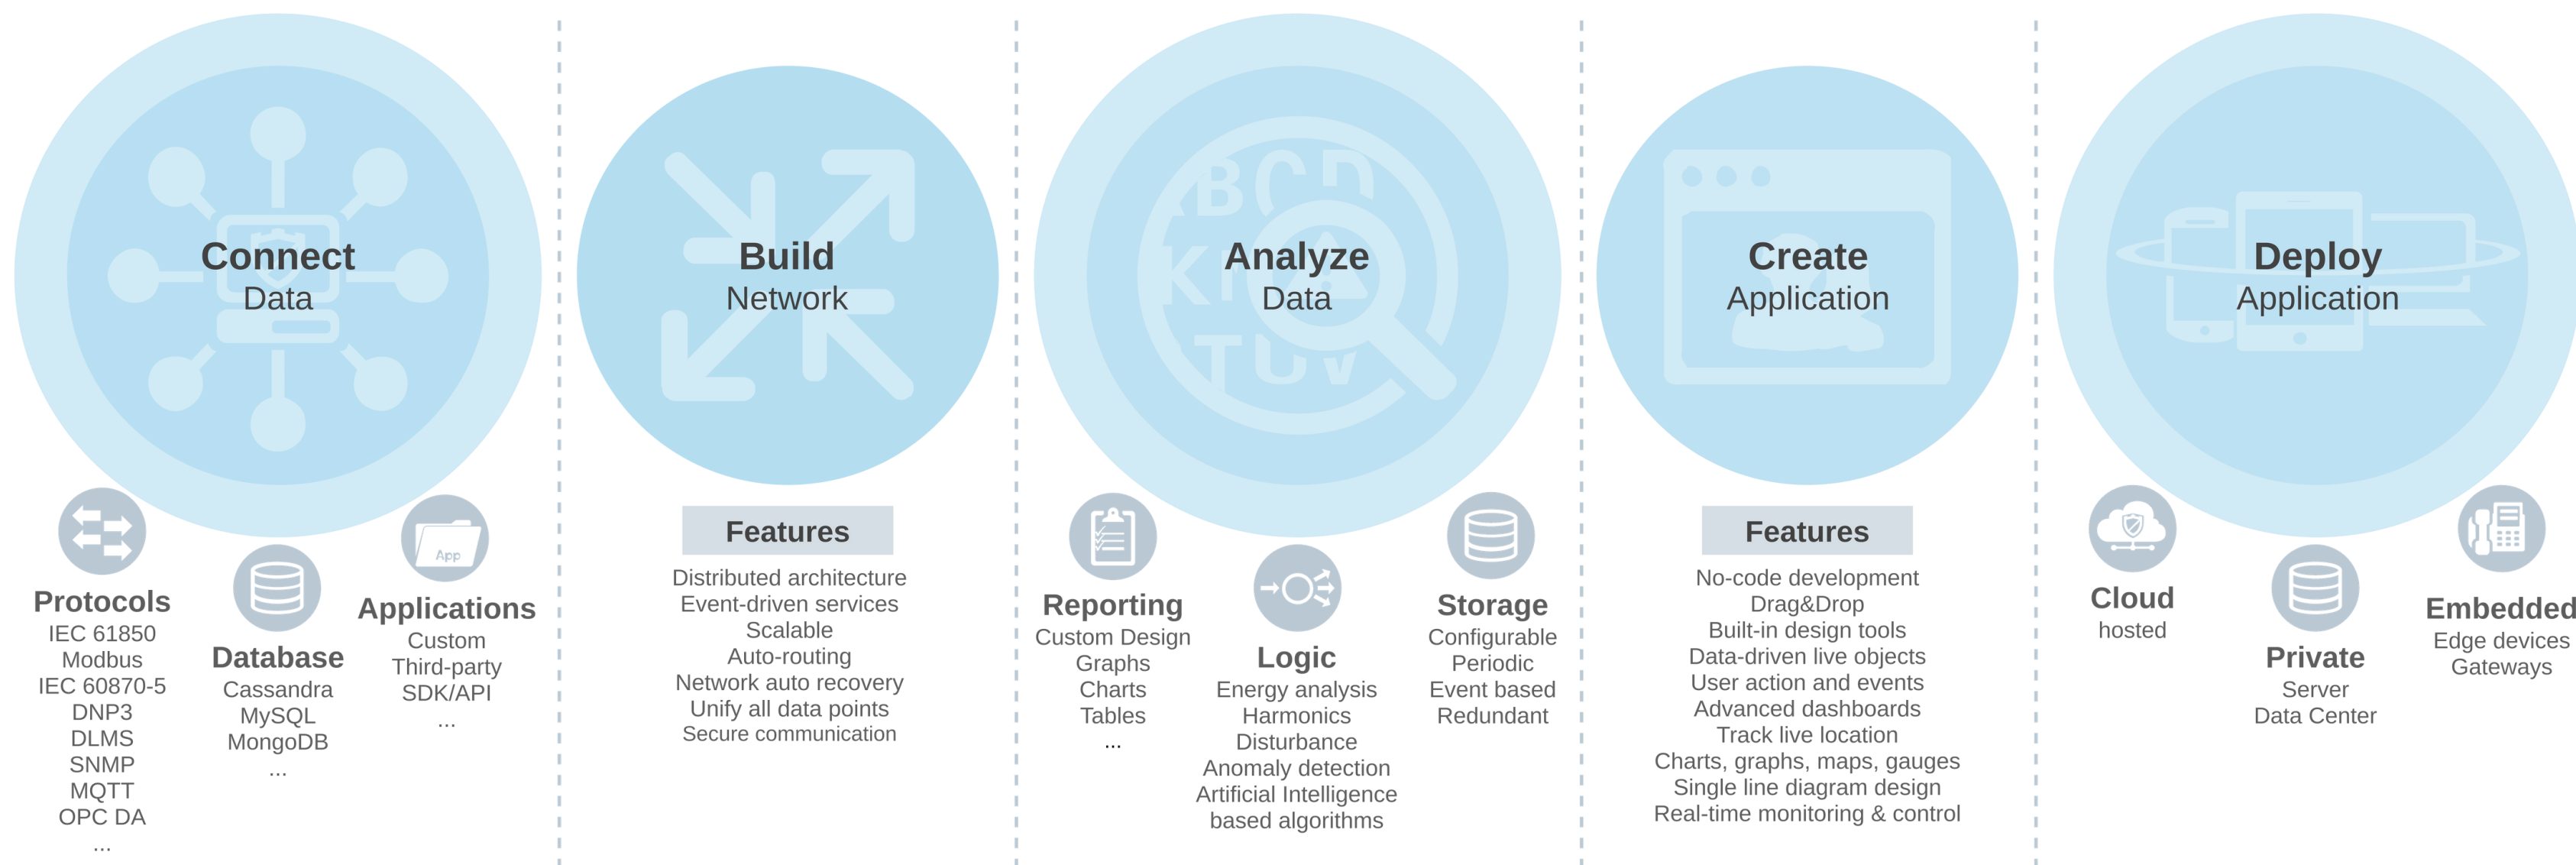 Connect
Data
App
Protocols
IEC 61850
Modbus
IEC 60870-5
DNP3
DLMS
SNMP
MQTT
OPC DA
...
Database
Cassandra
MySQL
MongoDB
...
Applications
Custom
Third-party
SDK/API
...
Build
Network
Features
Distributed architecture
Event-driven services
Scalable
Auto-routing
Network auto recovery
Unify all data points
Secure communication
BCD
K
TUV
Analyze
Data
Reporting
Custom Design
Graphs
Charts
Tables
...
Logic
Energy analysis
Harmonics
Disturbance
Anomaly detection
Artificial Intelligence
based algorithms
Storage
Configurable
Periodic
Event based
Redundant
Create
Application
Features
No-code development
Drag&Drop
Built-in design tools
Data-driven live objects
User action and events
Advanced dashboards
Track live location
Charts, graphs, maps, gauges
Single line diagram design
Real-time monitoring & control
Deploy
Application
Cloud
hosted
Private
Server
Data Center
Embedded
Edge devices
Gateways